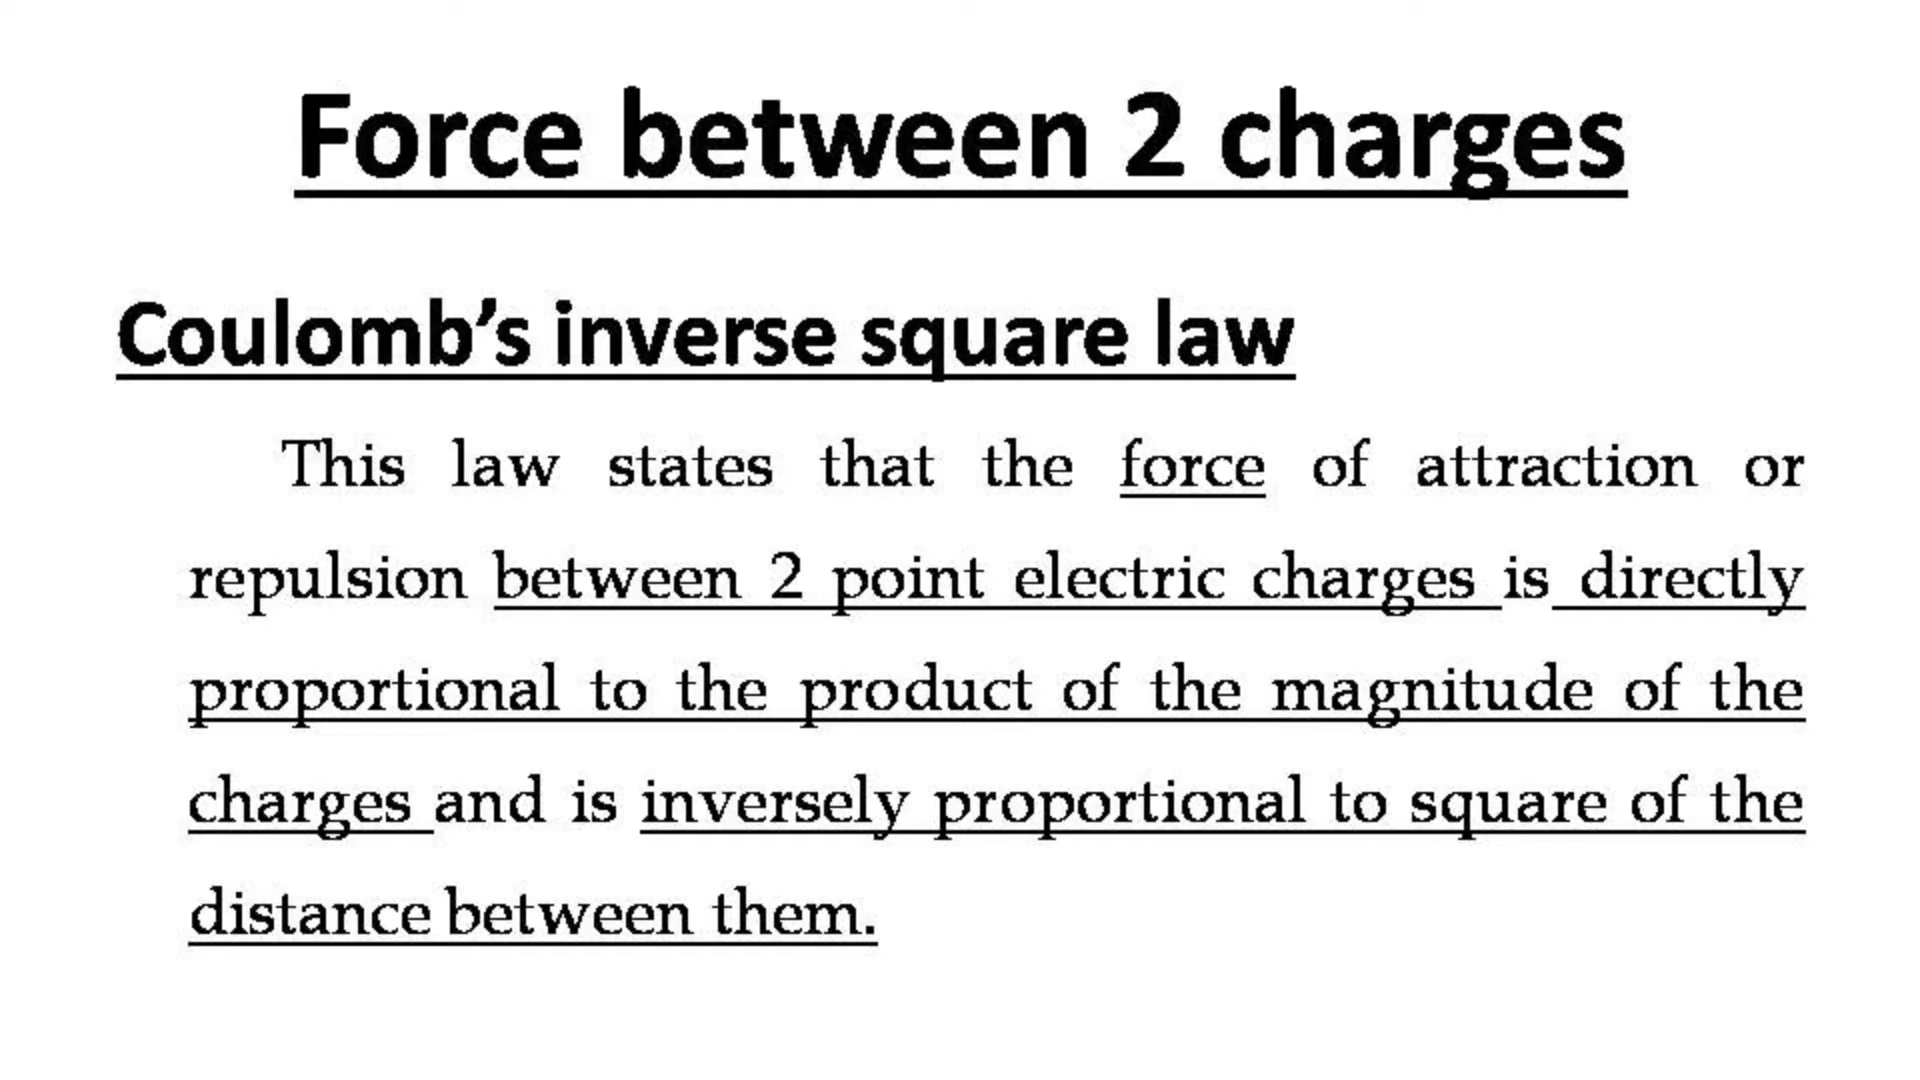 Force between 2 charges
Coulomb’s inverse square law
This law states that the force of attraction or
repulsion between 2 point electric charges is directly
proportional to the product of the magnitude of the
charges and is inversely proportional to square of the
distance between them.